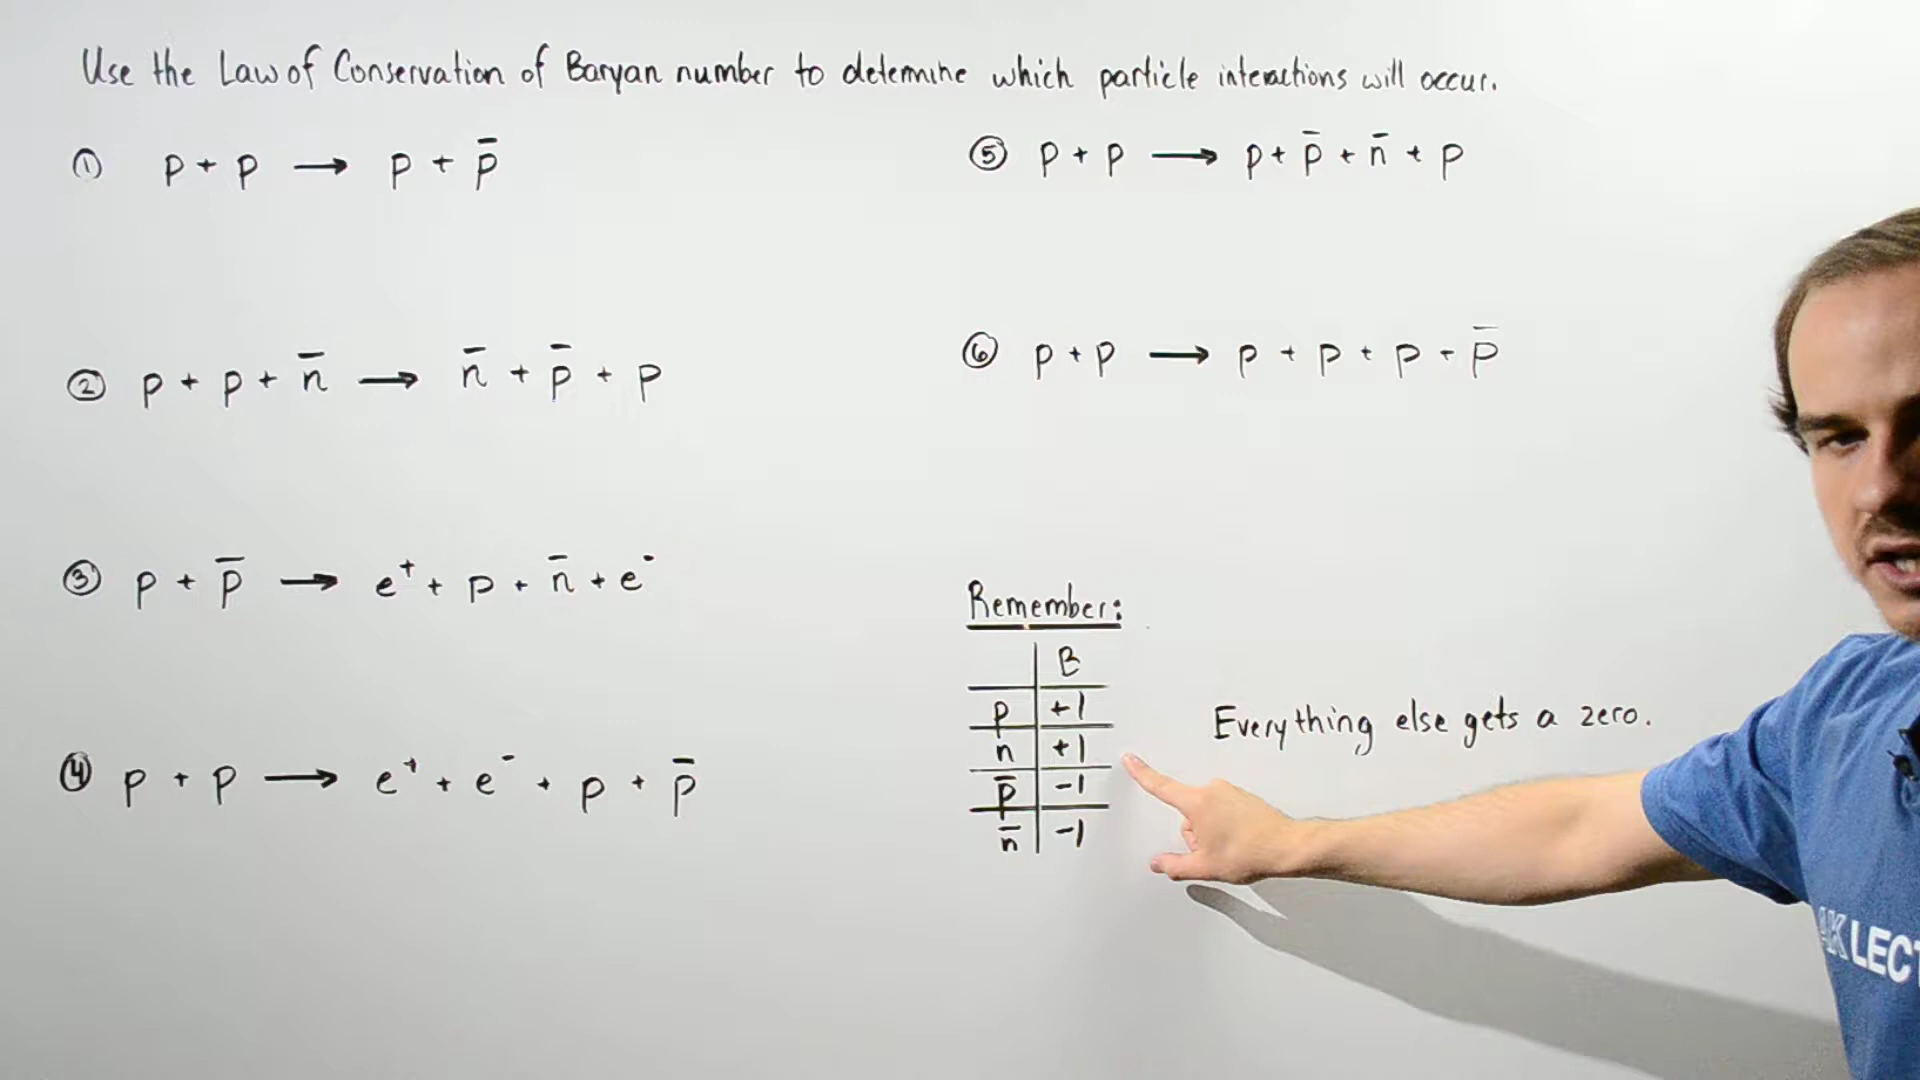 Use the Law of Conservation of Baryan number to determine which particle interactions will occur.
① p + p → p + p̄
② p + p + n̄ → n̄ + p̄ + p
③ p + p̄ → e⁺ + p + n̄ + e⁻
④ p + p → e⁺ + e⁻ + p + p̄
⑤ p + p → p + p̄ + n̄ + p
⑥ p + p → p + p + p + p̄
Remember:
B
p +1
n +1
p̄ -1
n̄ -1
Everything else gets a zero.